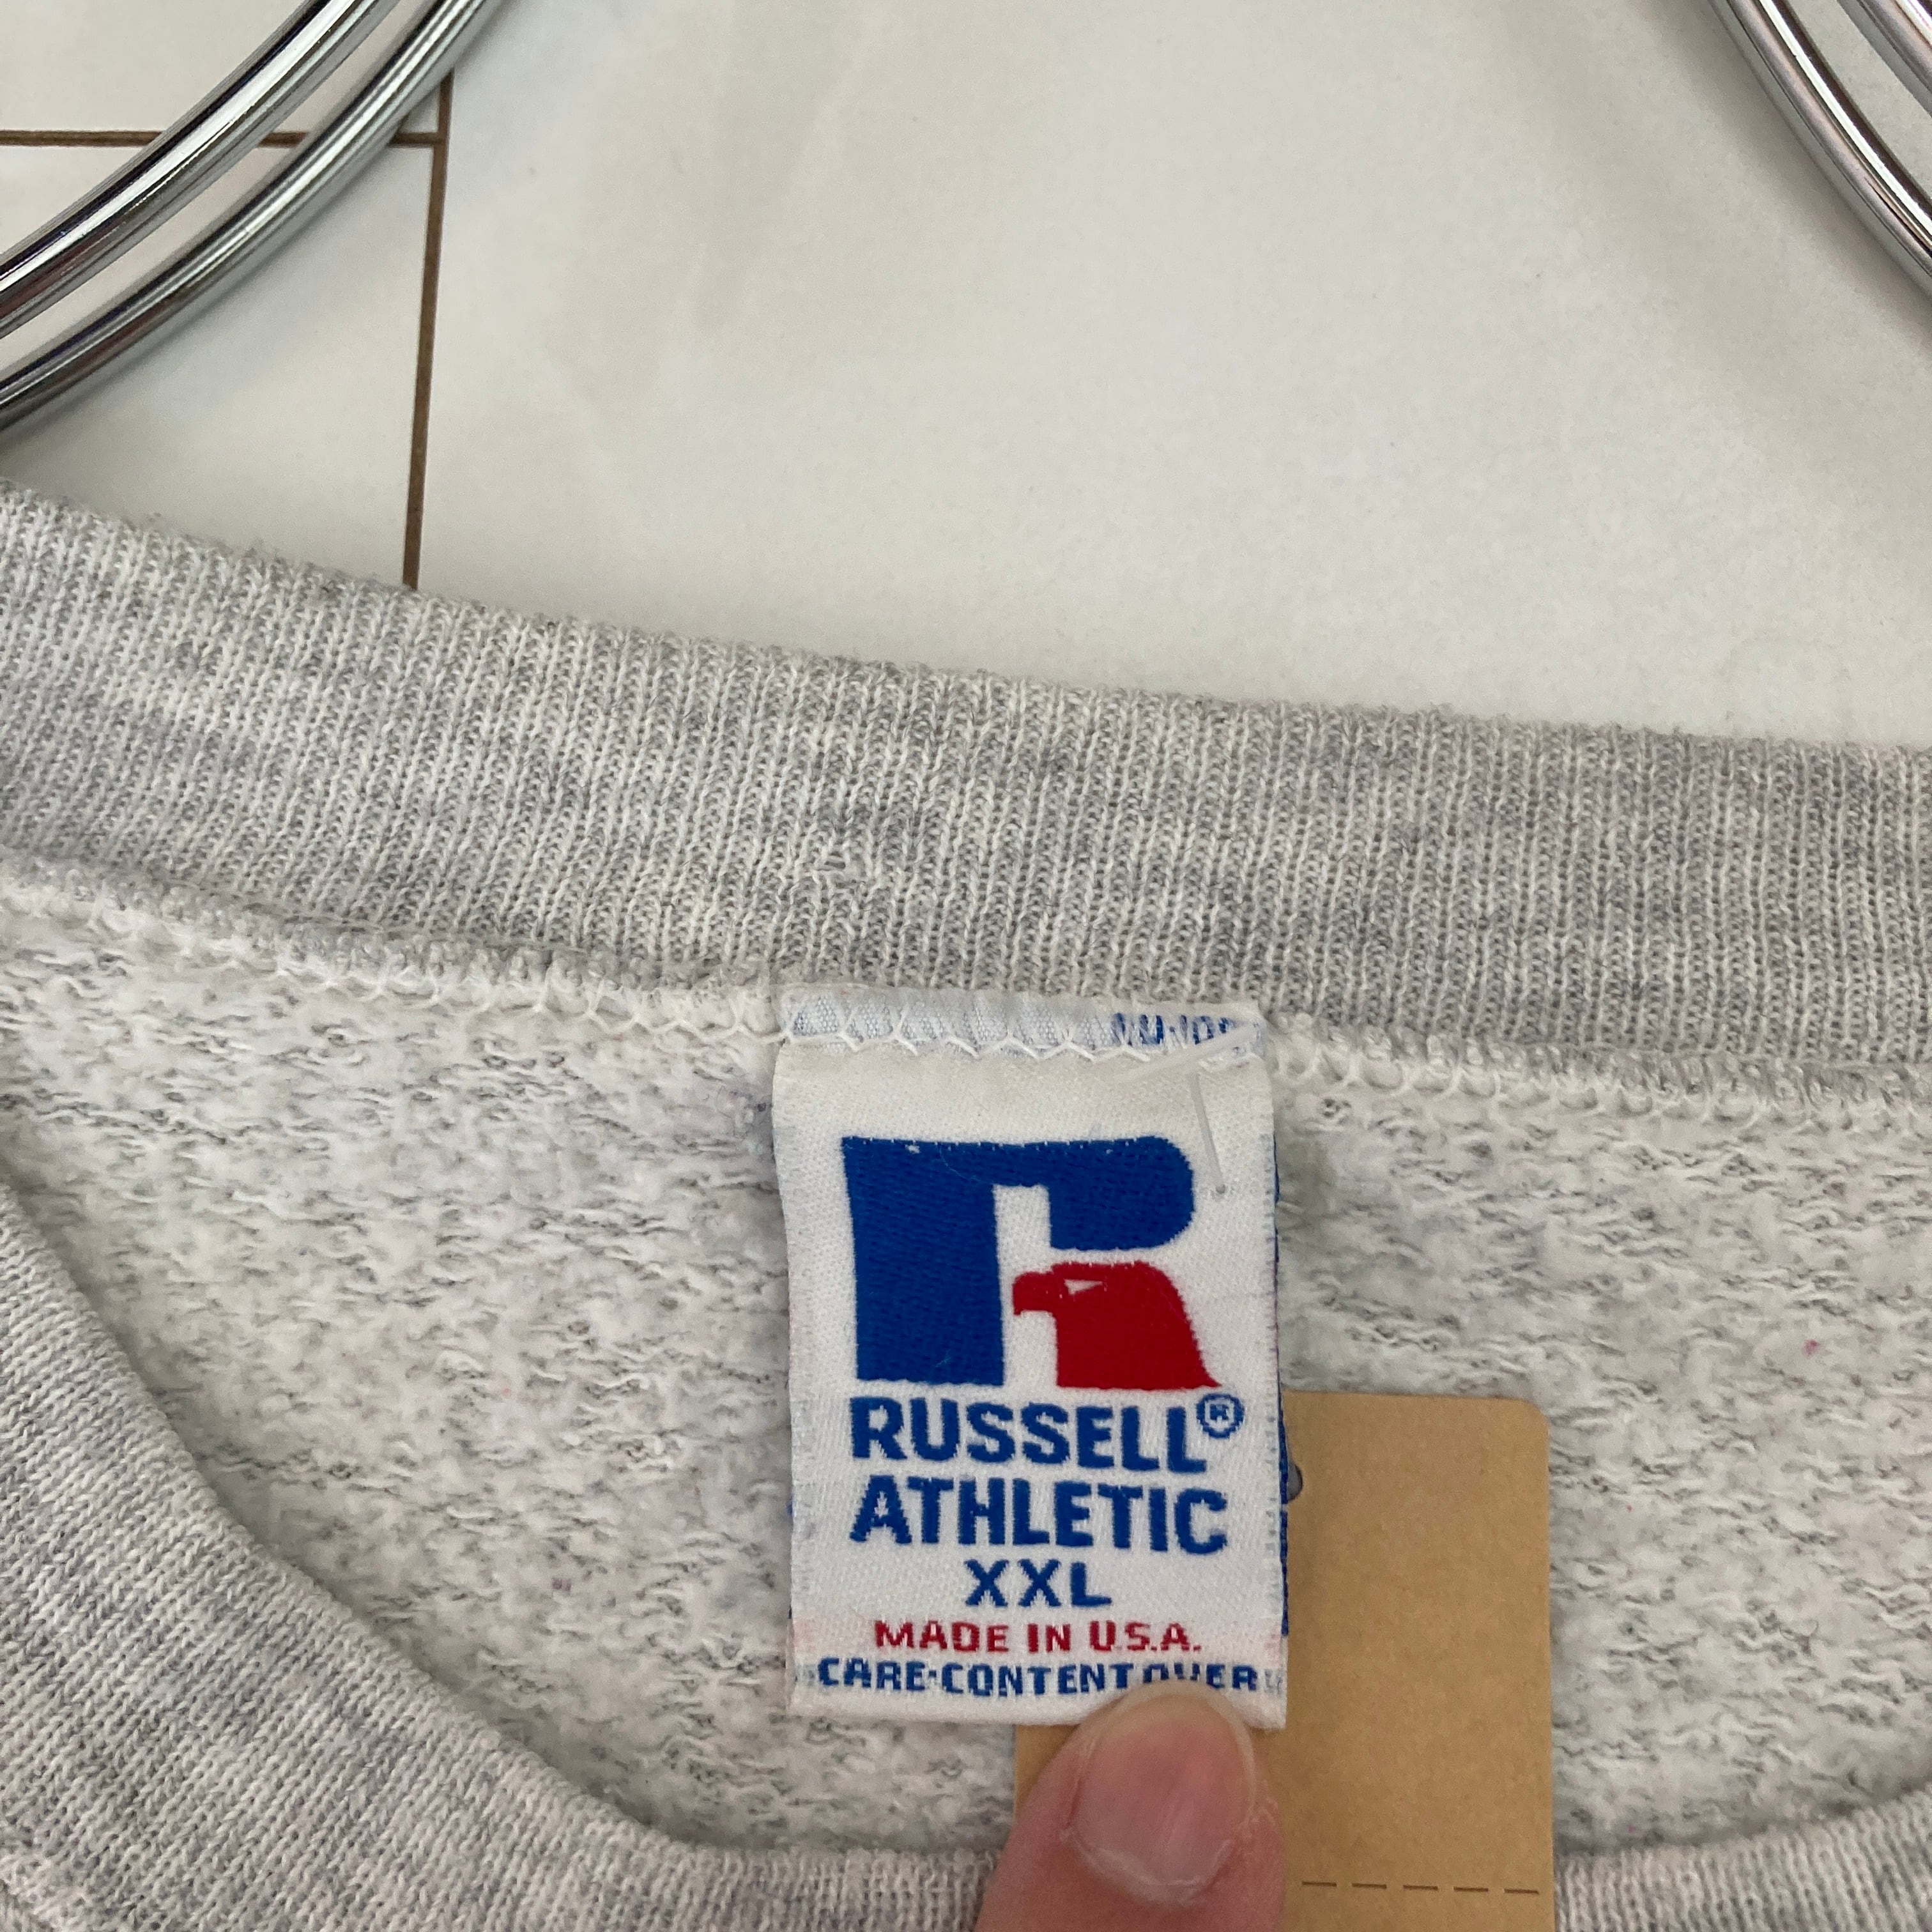 RUSSELL®
ATHLETIC
XXL
MADE IN U.S.A.
CARE·CONTENT OVER